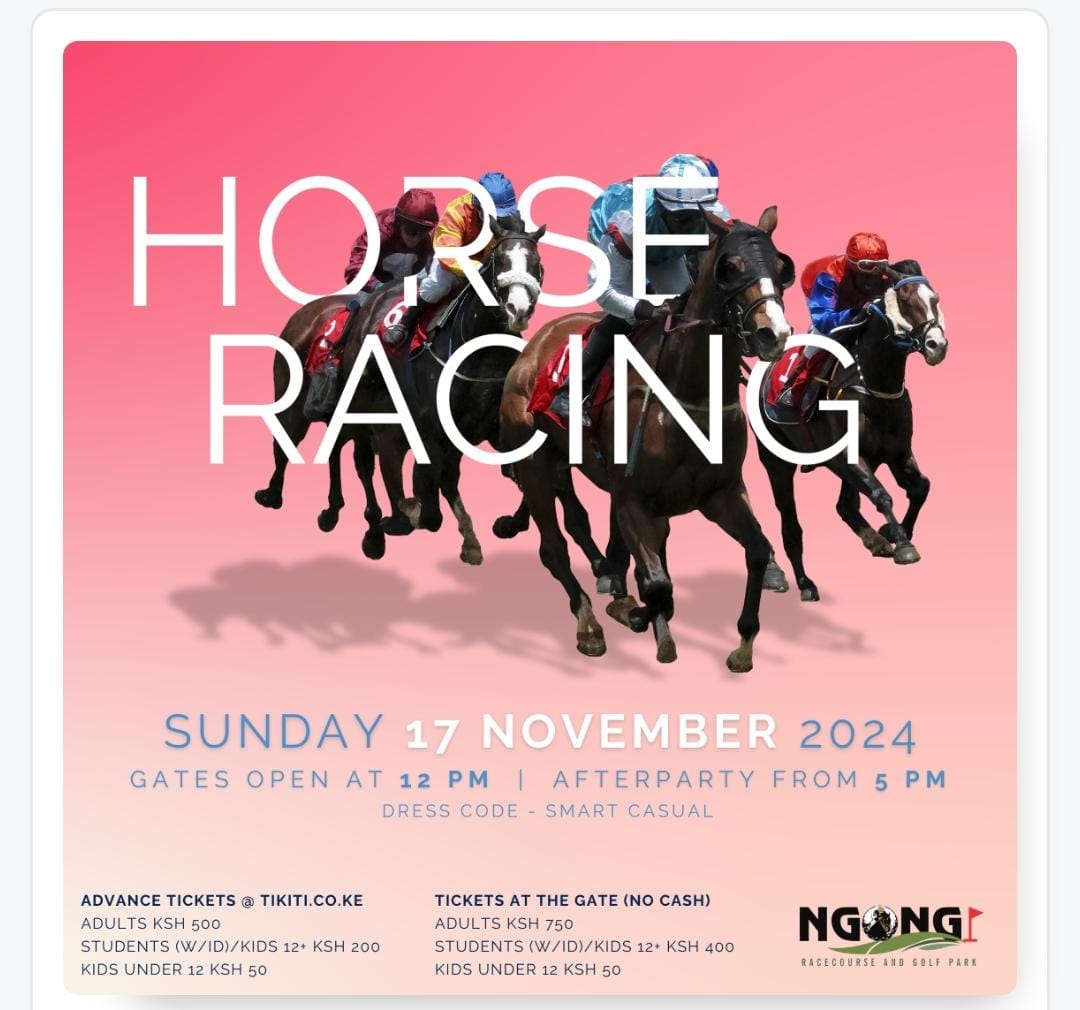 HORSE
RACING
SUNDAY 17 NOVEMBER 2024
GATES OPEN AT 12 PM | AFTERPARTY FROM 5 PM
DRESS CODE - SMART CASUAL
ADVANCE TICKETS @ TIKITI.CO.KE
ADULTS KSH 500
STUDENTS (W/ID)/KIDS 12+ KSH 200
KIDS UNDER 12 KSH 50
TICKETS AT THE GATE (NO CASH)
ADULTS KSH 750
STUDENTS (W/ID)/KIDS 12+ KSH 400
KIDS UNDER 12 KSH 50
NGONG
RACECOURSE AND GOLF PARK
6
1